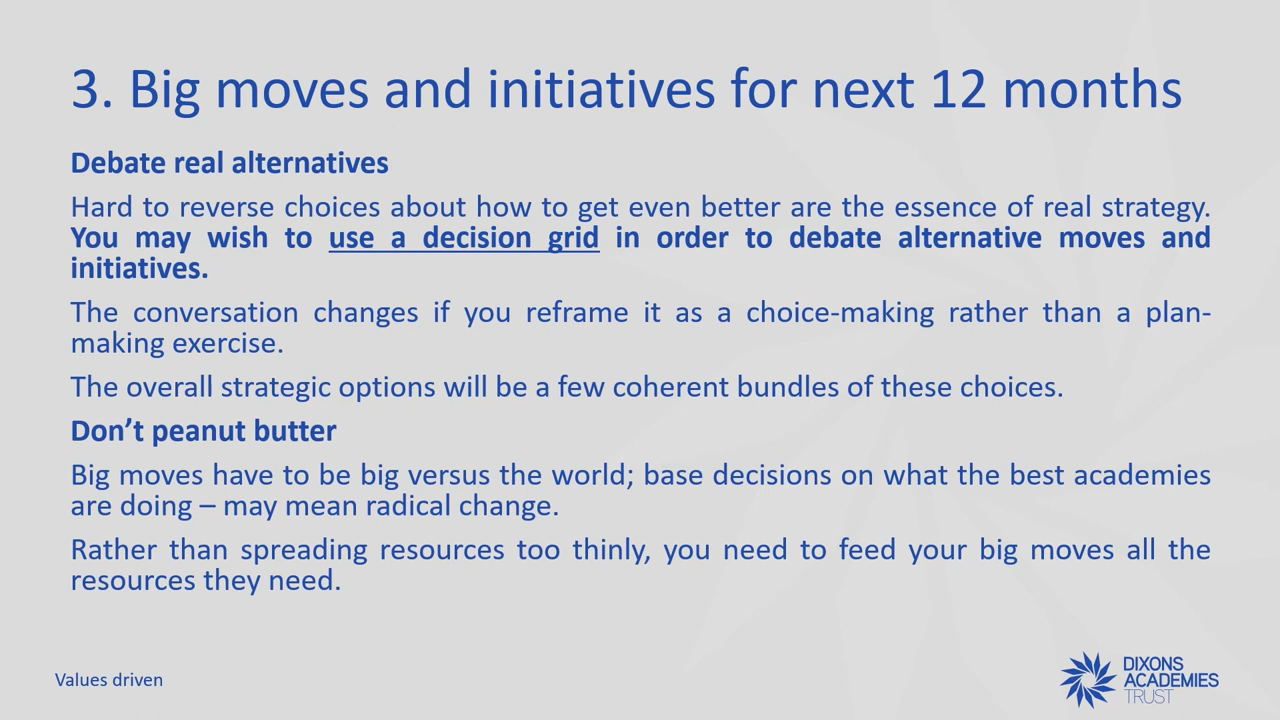 3. Big moves and initiatives for next 12 months
Debate real alternatives
Hard to reverse choices about how to get even better are the essence of real strategy.
You may wish to use a decision grid in order to debate alternative moves and
initiatives.
The conversation changes if you reframe it as a choice-making rather than a plan-
making exercise.
The overall strategic options will be a few coherent bundles of these choices.
Don’t peanut butter
Big moves have to be big versus the world; base decisions on what the best academies
are doing – may mean radical change.
Rather than spreading resources too thinly, you need to feed your big moves all the
resources they need.
Values driven
DIXONS
ACADEMIES
TRUST